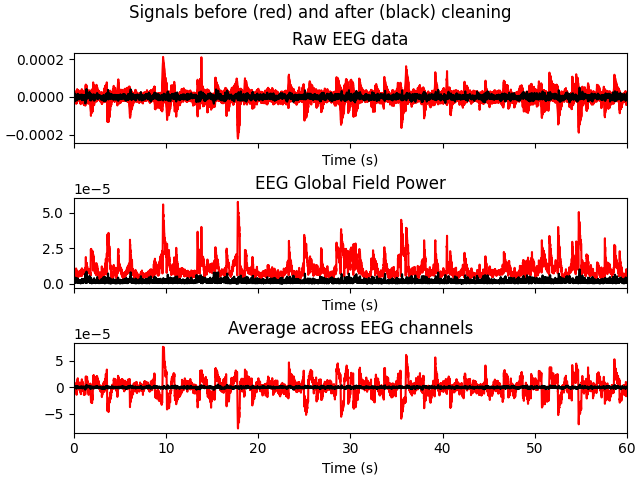 Signals before (red) and after (black) cleaning
Raw EEG data
0.0002
0.0000
−0.0002
Time (s)
EEG Global Field Power
1e−5
5.0
2.5
0.0
Time (s)
Average across EEG channels
1e−5
5
0
−5
0 10 20 30 40 50 60
Time (s)